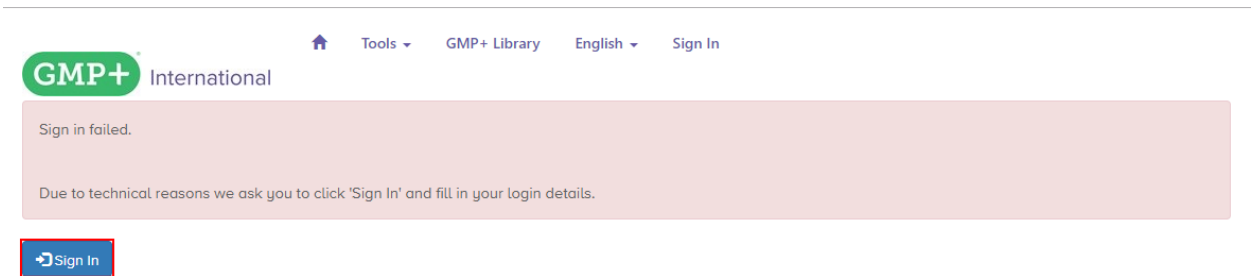 Tools
GMP+ Library
English
Sign In
GMP+ International
Sign in failed.
Due to technical reasons we ask you to click 'Sign In' and fill in your login details.
Sign In